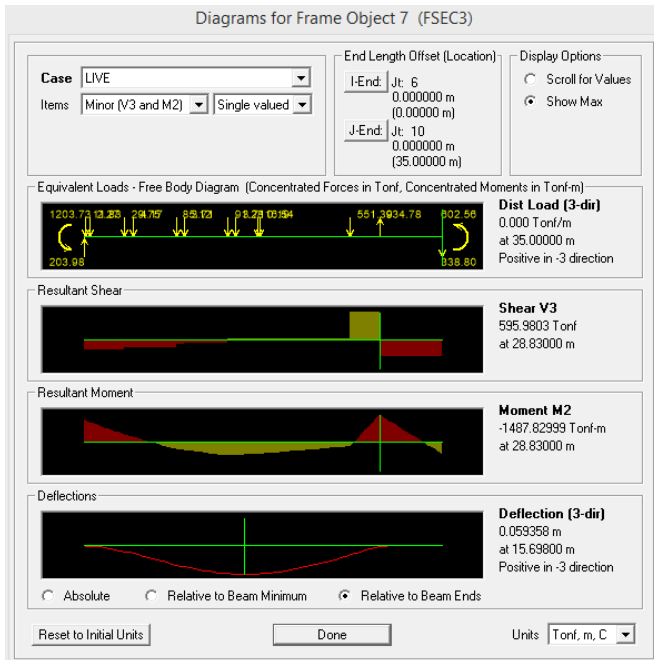 Diagrams for Frame Object 7 (FSEC3)
Case LIVE
Items Minor (V3 and M2) Single valued
End Length Offset (Location)
I-End: Jt: 6
0.000000 m
(0.00000 m)
J-End: Jt: 10
0.000000 m
(35.00000 m)
Display Options
Scroll for Values
Show Max
Equivalent Loads - Free Body Diagram (Concentrated Forces in Tonf, Concentrated Moments in Tonf-m)
1203.73
602.56
203.98
338.80
Dist Load (3-dir)
0.000 Tonf/m
at 35.00000 m
Positive in -3 direction
Resultant Shear
Shear V3
595.9803 Tonf
at 28.83000 m
Resultant Moment
Moment M2
-1487.82999 Tonf-m
at 28.83000 m
Deflections
Deflection (3-dir)
0.059358 m
at 15.69800 m
Positive in -3 direction
Absolute Relative to Beam Minimum Relative to Beam Ends
Reset to Initial Units Done Units Tonf, m, C